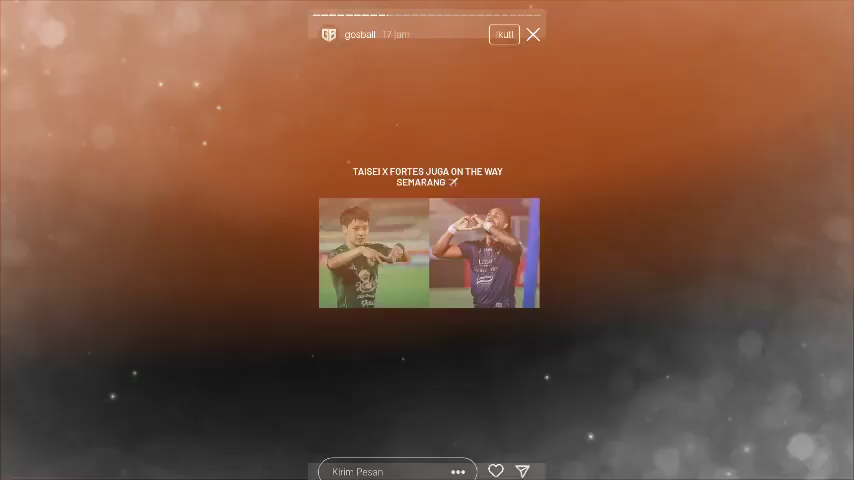 gosball 17 jam
Ikuti
TAISEI X FORTES JUGA ON THE WAY
SEMARANG ✈️
Kirim Pesan